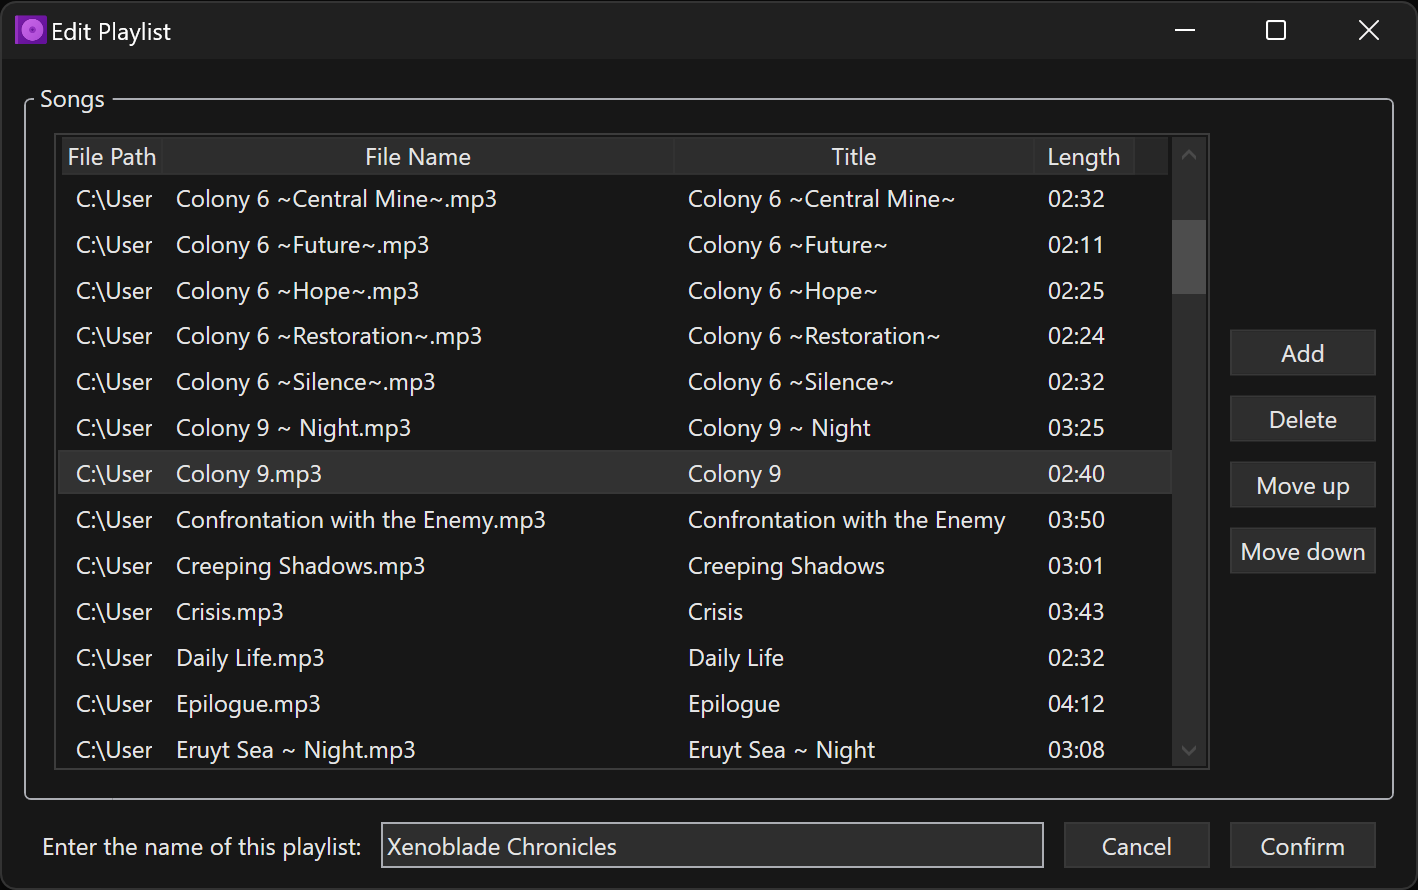 Edit Playlist
Songs
File Path File Name Title Length
C:\User Colony 6 ~Central Mine~.mp3 Colony 6 ~Central Mine~ 02:32
C:\User Colony 6 ~Future~.mp3 Colony 6 ~Future~ 02:11
C:\User Colony 6 ~Hope~.mp3 Colony 6 ~Hope~ 02:25
C:\User Colony 6 ~Restoration~.mp3 Colony 6 ~Restoration~ 02:24
C:\User Colony 6 ~Silence~.mp3 Colony 6 ~Silence~ 02:32
C:\User Colony 9 ~ Night.mp3 Colony 9 ~ Night 03:25
C:\User Colony 9.mp3 Colony 9 02:40
C:\User Confrontation with the Enemy.mp3 Confrontation with the Enemy 03:50
C:\User Creeping Shadows.mp3 Creeping Shadows 03:01
C:\User Crisis.mp3 Crisis 03:43
C:\User Daily Life.mp3 Daily Life 02:32
C:\User Epilogue.mp3 Epilogue 04:12
C:\User Eruyt Sea ~ Night.mp3 Eruyt Sea ~ Night 03:08
Add
Delete
Move up
Move down
Enter the name of this playlist: Xenoblade Chronicles Cancel Confirm